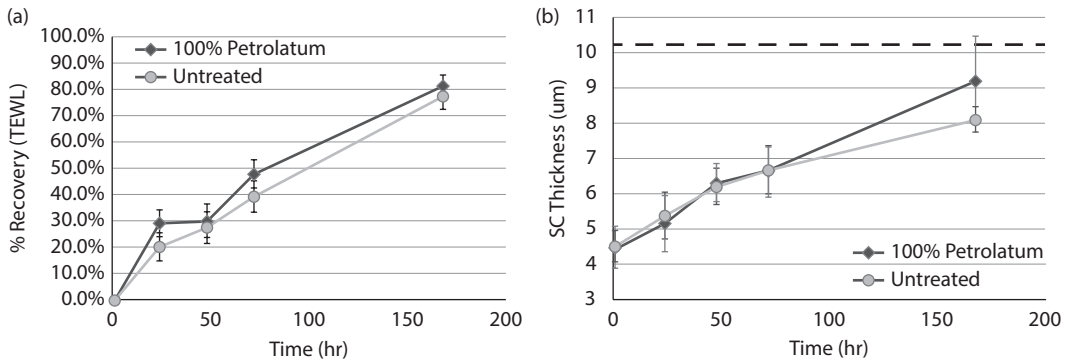 (a)
100.0%
90.0%
80.0%
70.0%
60.0%
50.0%
40.0%
30.0%
20.0%
10.0%
0.0%
% Recovery (TEWL)
100% Petrolatum
Untreated
0 50 100 150 200
Time (hr)
(b)
11
10
9
8
7
6
5
4
3
SC Thickness (um)
100% Petrolatum
Untreated
0 50 100 150 200
Time (hr)